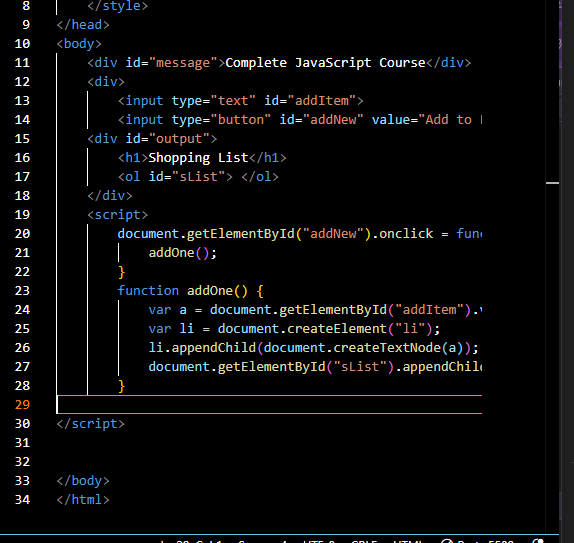 8 </style>
9 </head>
10 <body>
11 <div id="message">Complete JavaScript Course</div>
12 <div>
13 <input type="text" id="addItem">
14 <input type="button" id="addNew" value="Add to
15 <div id="output">
16 <h1>Shopping List</h1>
17 <ol id="sList"> </ol>
18 </div>
19 <script>
20 document.getElementById("addNew").onclick = func
21 addOne();
22 }
23 function addOne() {
24 var a = document.getElementById("addItem").v
25 var li = document.createElement("li");
26 li.appendChild(document.createTextNode(a));
27 document.getElementById("sList").appendChil
28 }
29
30 </script>
31
32
33 </body>
34 </html>